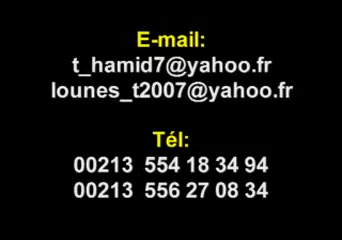 E-mail:
t_hamid7@yahoo.fr
lounes_t2007@yahoo.fr
Tél:
00213 554 18 34 94
00213 556 27 08 34